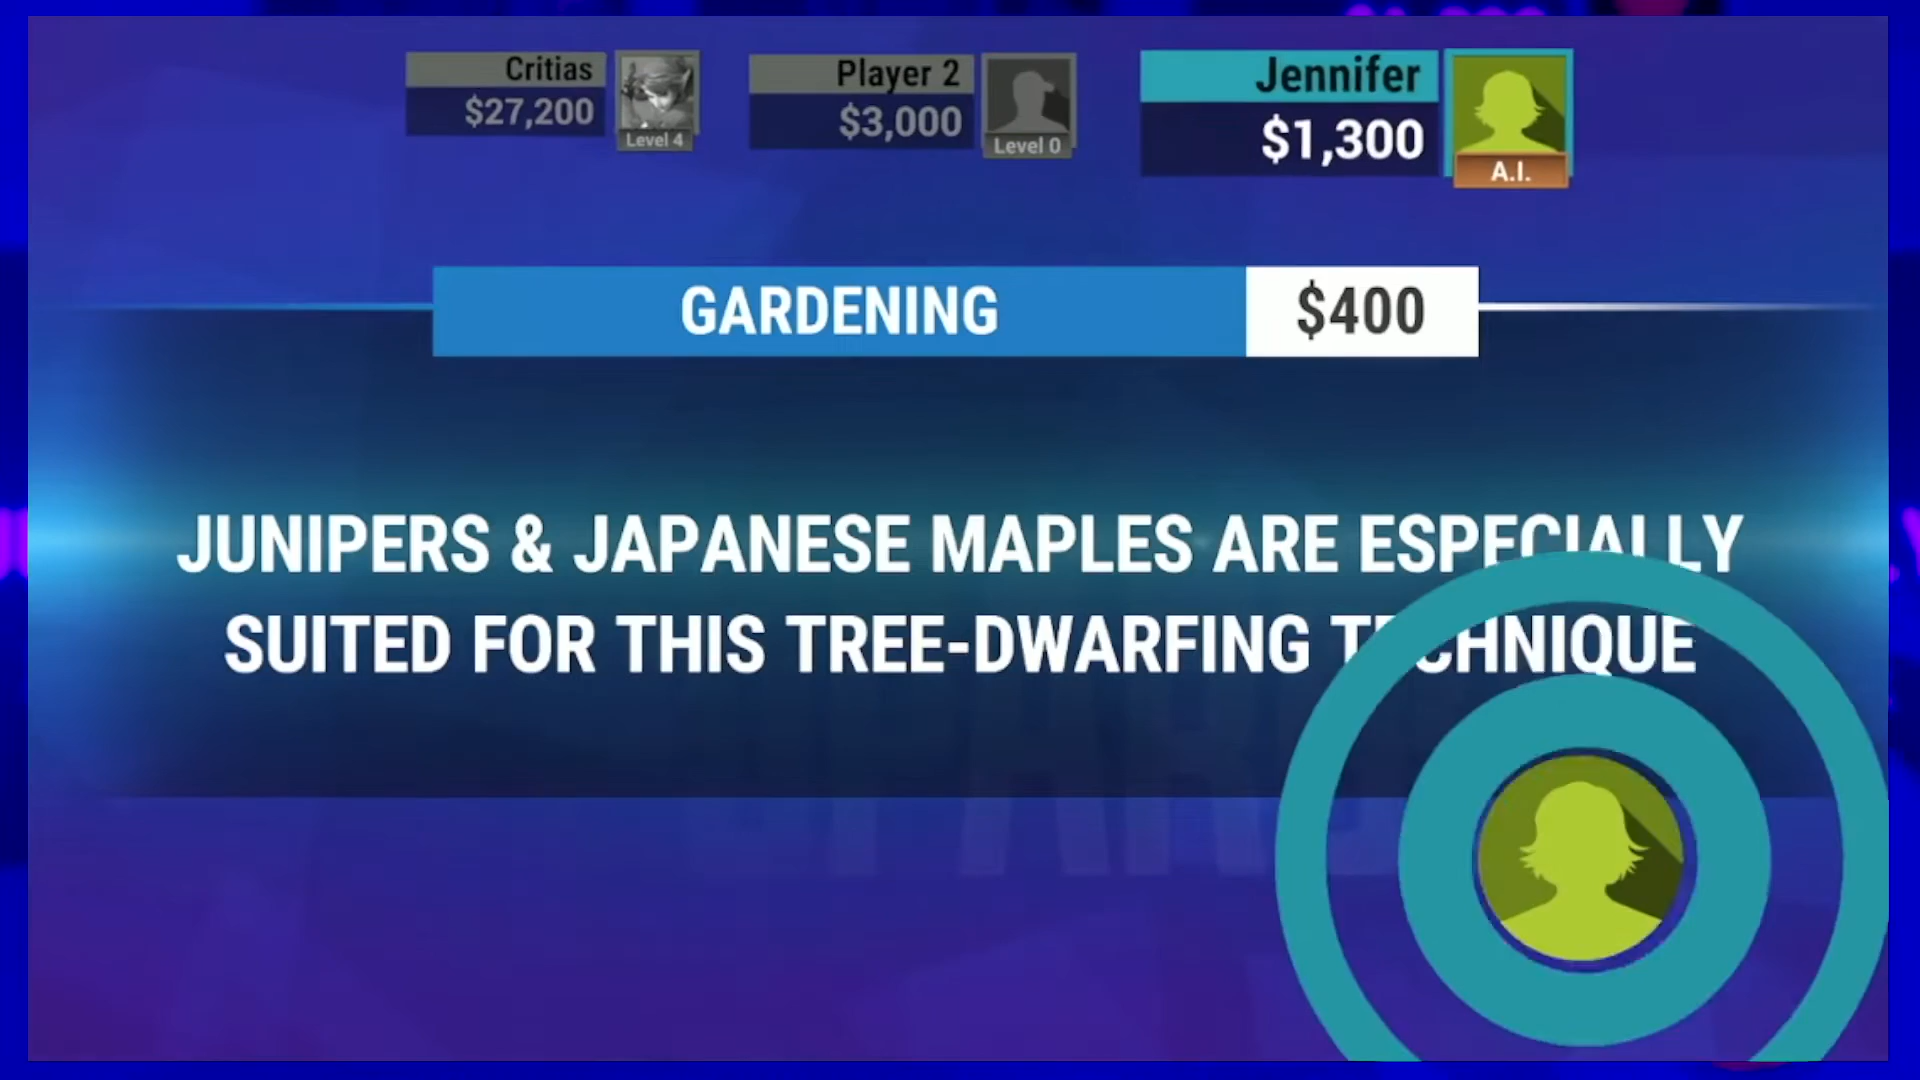 Critias
$27,200
Level 4
Player 2
$3,000
Level 0
Jennifer
$1,300
A.I.
GARDENING
$400
JUNIPERS & JAPANESE MAPLES ARE ESPECIALLY
SUITED FOR THIS TREE-DWARFING TECHNIQUE